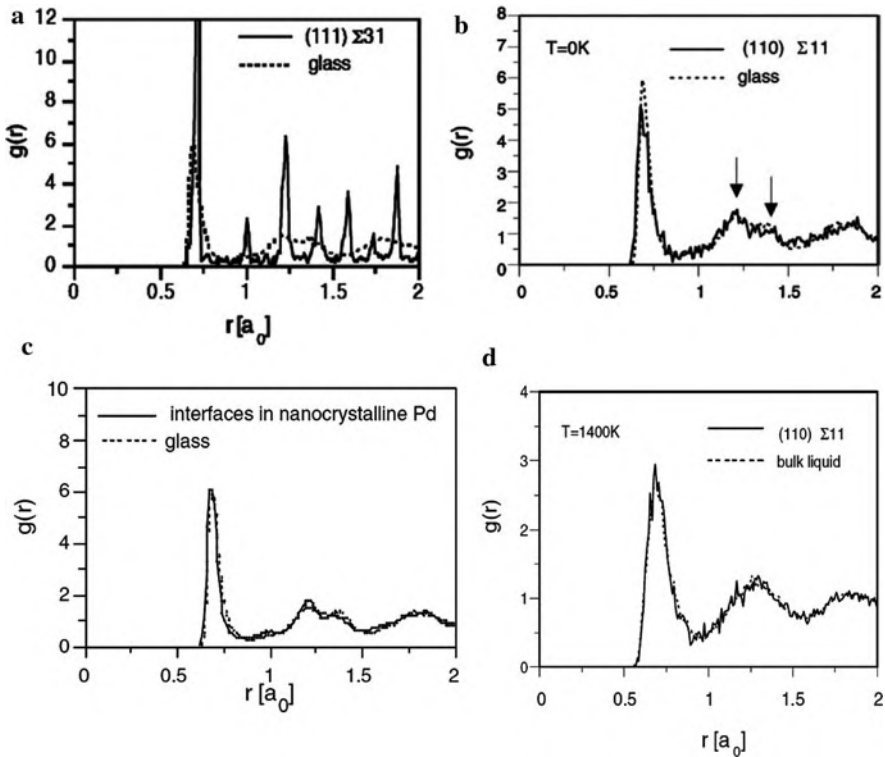 a
12
10
8
6
4
2
0
g(r)
(111) Σ31
glass
0
0.5
1
1.5
2
r[a0]
b
8
7
6
5
4
3
2
1
0
g(r)
T=0K
(110) Σ11
glass
0
0.5
1
1.5
2
r [a0]
c
10
8
6
4
2
0
g(r)
interfaces in nanocrystalline Pd
glass
0
0.5
1
1.5
2
r [a0]
d
4
3
2
1
0
g(r)
T=1400K
(110) Σ11
bulk liquid
0
0.5
1
1.5
2
r [a0]